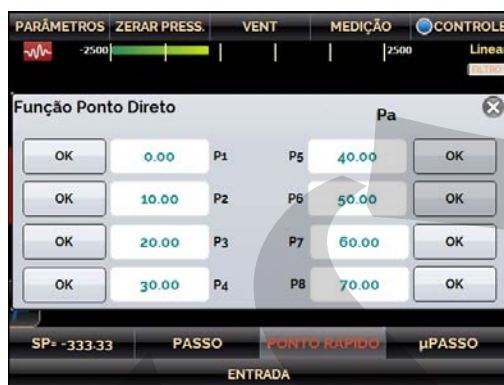 PARÂMETROS ZERAR PRESS. VENT MEDIÇÃO CONTROLE
-2500 2500 Linea
FILTRO
Função Ponto Direto Pa
OK 0.00 P1 P5 40.00 OK
OK 10.00 P2 P6 50.00 OK
OK 20.00 P3 P7 60.00 OK
OK 30.00 P4 P8 70.00 OK
SP= -333.33 PASSO PONTO RÁPIDO µPASSO
ENTRADA